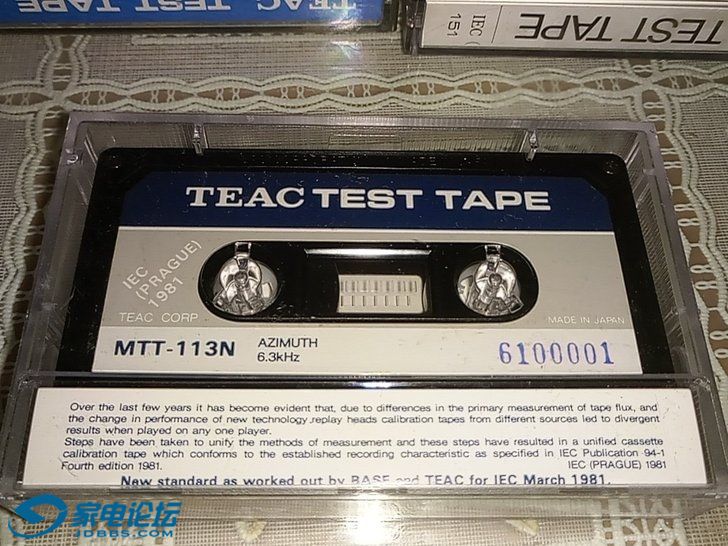 TEAC TEST TAPE
TEST TAPE
IEC (
151
TEAC TEST TAPE
IEC
(PRAGUE)
1981
TEAC CORP
MADE IN JAPAN
MTT-113N
AZIMUTH
6.3kHz
6100001
Over the last few years it has become evident that, due to differences in the primary measurement of tape flux, and
the change in performance of new technology,replay heads calibration tapes from different sources led to divergent
results when played on any one player.
Steps have been taken to unify the methods of measurement and these steps have resulted in a unified cassette
calibration tape which conforms to the established recording characteristic as specified in IEC Publication 94-1
Fourth edition 1981.
IEC (PRAGUE) 1981
New standard as worked out by BASF and TEAC for IEC March 1981.
家电论坛
JDBBS.COM